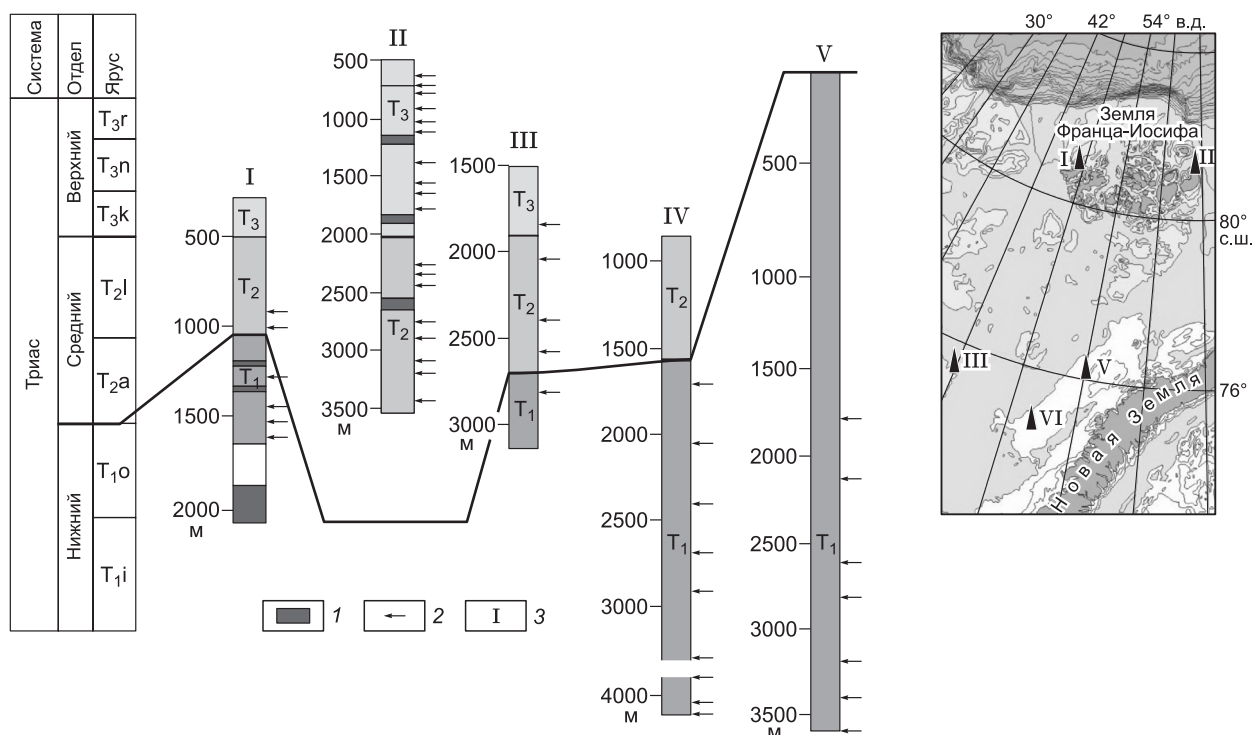 Система
Отдел
Ярус
Триас
Верхний
Средний
Нижний
T₃r
T₃n
T₃k
T₂l
T₂a
T₁o
T₁i
I
500
1000
1500
2000
м
T₃
T₂
T₁
II
500
1000
1500
2000
2500
3000
3500
м
T₃
T₂
III
1500
2000
2500
3000
м
T₃
T₂
T₁
IV
1000
1500
2000
2500
3000
4000
м
T₂
T₁
V
500
1000
1500
2000
2500
3000
3500
м
T₁
1
2
I 3
30° 42° 54° в.д.
Земля
Франца-Иосифа
I
II
80°
с.ш.
III
V
76°
VI
Новая Земля